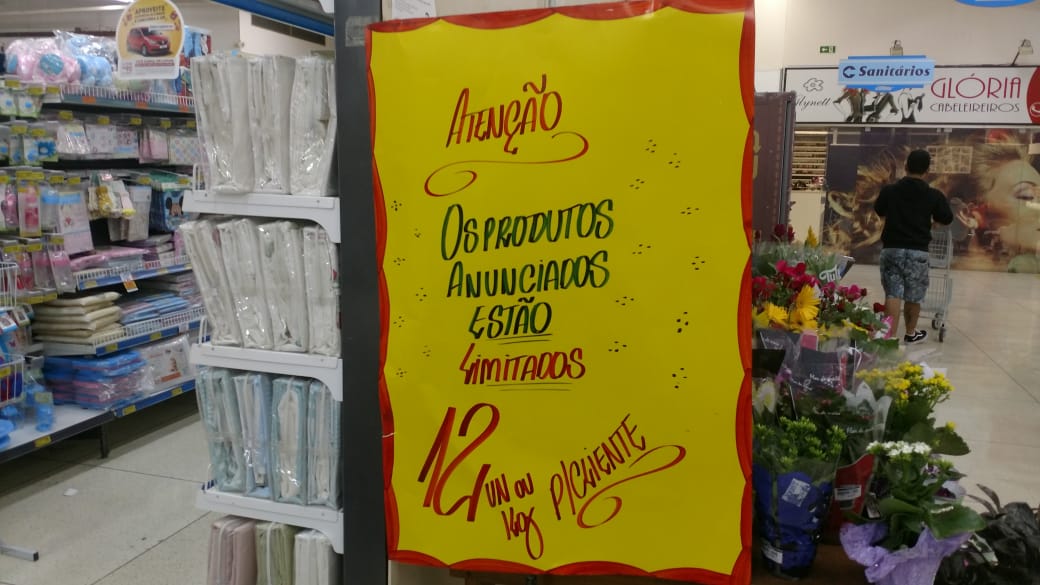 APROVEITE
Sanitários
GLÓRIA
CABELEIREIROS
ATENÇÃO
OS PRODUTOS
ANUNCIADOS
ESTÃO
LIMITADOS
12 UN OU
KG P/CLIENTE